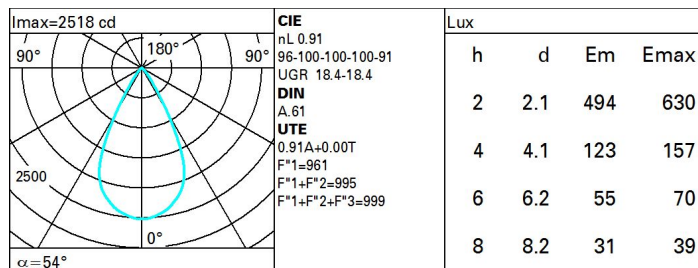 Imax=2518 cd
90°
180°
90°
2500
0°
α=54°
CIE
nL 0.91
96-100-100-100-91
UGR 18.4-18.4
DIN
A.61
UTE
0.91A+0.00T
F"1=961
F"1+F"2=995
F"1+F"2+F"3=999
Lux
h d Em Emax
2 2.1 494 630
4 4.1 123 157
6 6.2 55 70
8 8.2 31 39